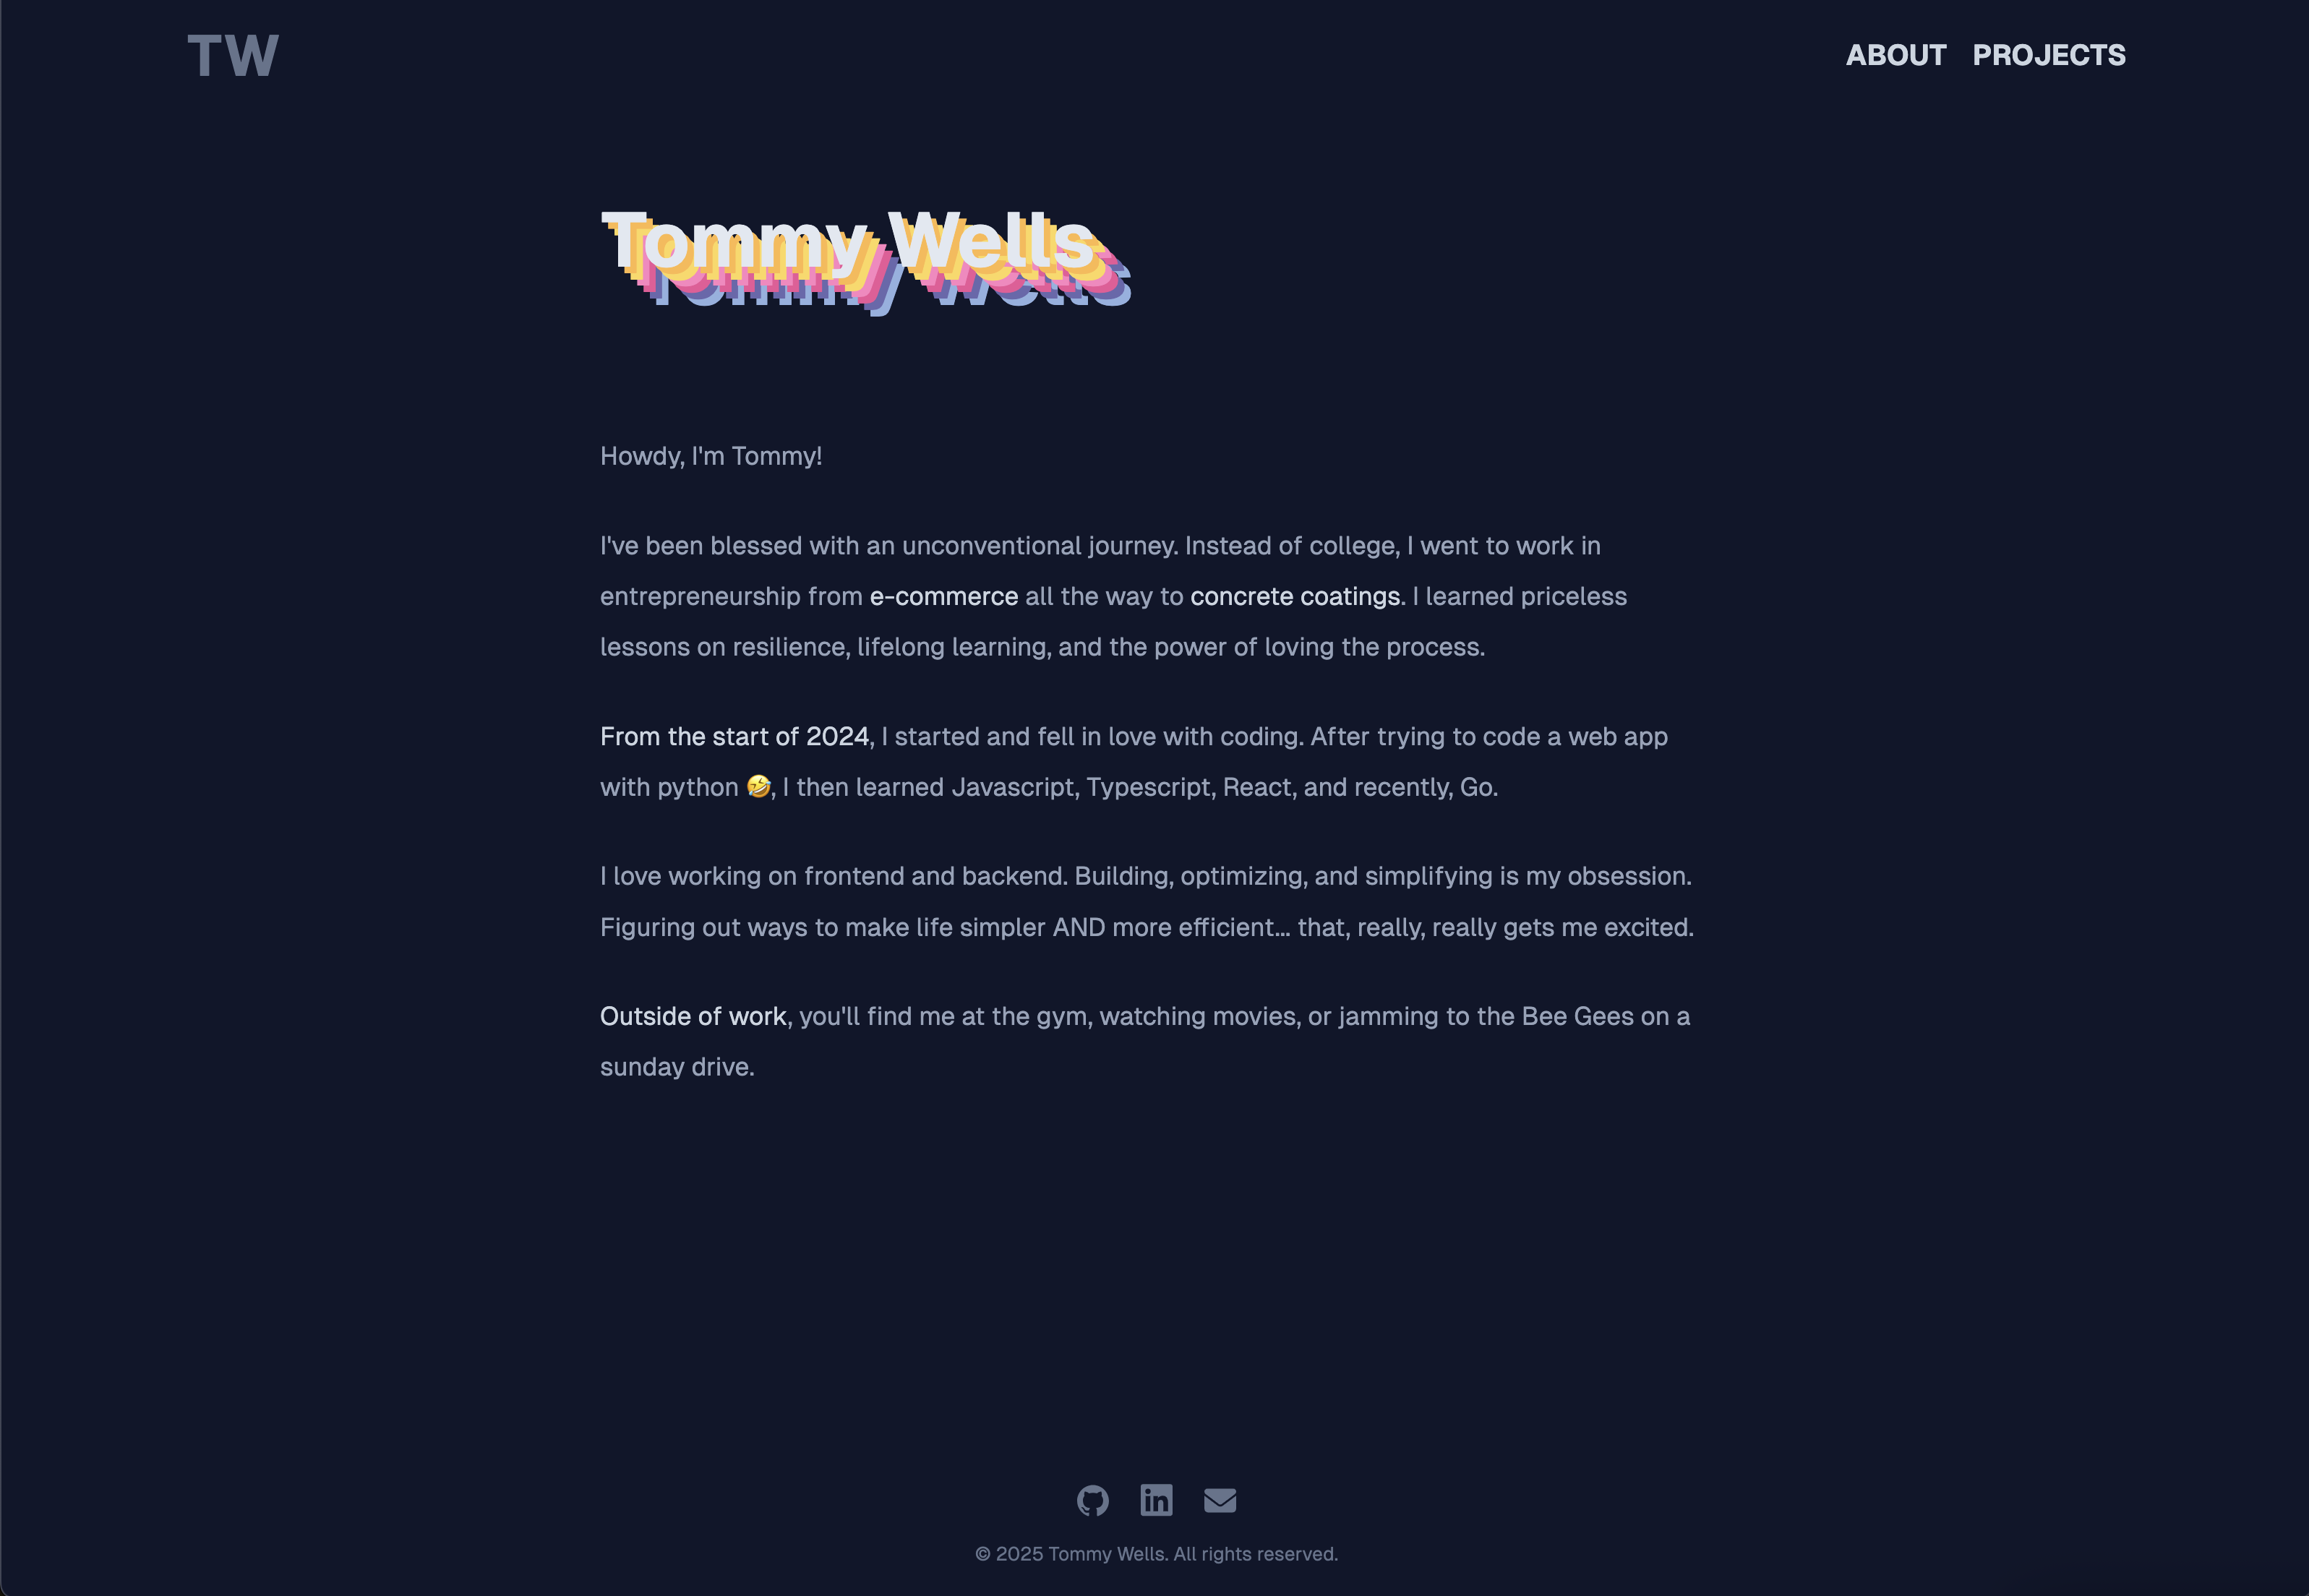 TW
ABOUT PROJECTS
Tommy Wells
Howdy, I'm Tommy!
I've been blessed with an unconventional journey. Instead of college, I went to work in
entrepreneurship from e-commerce all the way to concrete coatings. I learned priceless
lessons on resilience, lifelong learning, and the power of loving the process.
From the start of 2024, I started and fell in love with coding. After trying to code a web app
with python 🤣, I then learned Javascript, Typescript, React, and recently, Go.
I love working on frontend and backend. Building, optimizing, and simplifying is my obsession.
Figuring out ways to make life simpler AND more efficient... that, really, really gets me excited.
Outside of work, you'll find me at the gym, watching movies, or jamming to the Bee Gees on a
sunday drive.
in
© 2025 Tommy Wells. All rights reserved.